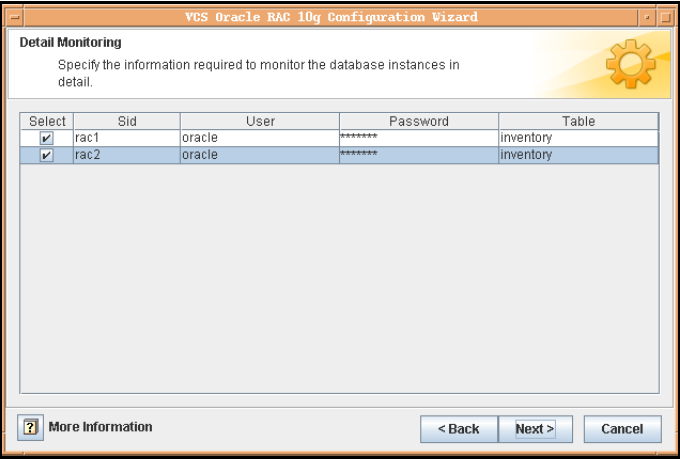 VCS Oracle RAC 10g Configuration Wizard
Detail Monitoring
Specify the information required to monitor the database instances in
detail.
Select Sid User Password Table
rac1 oracle ******* inventory
rac2 oracle ******* inventory
? More Information < Back Next > Cancel